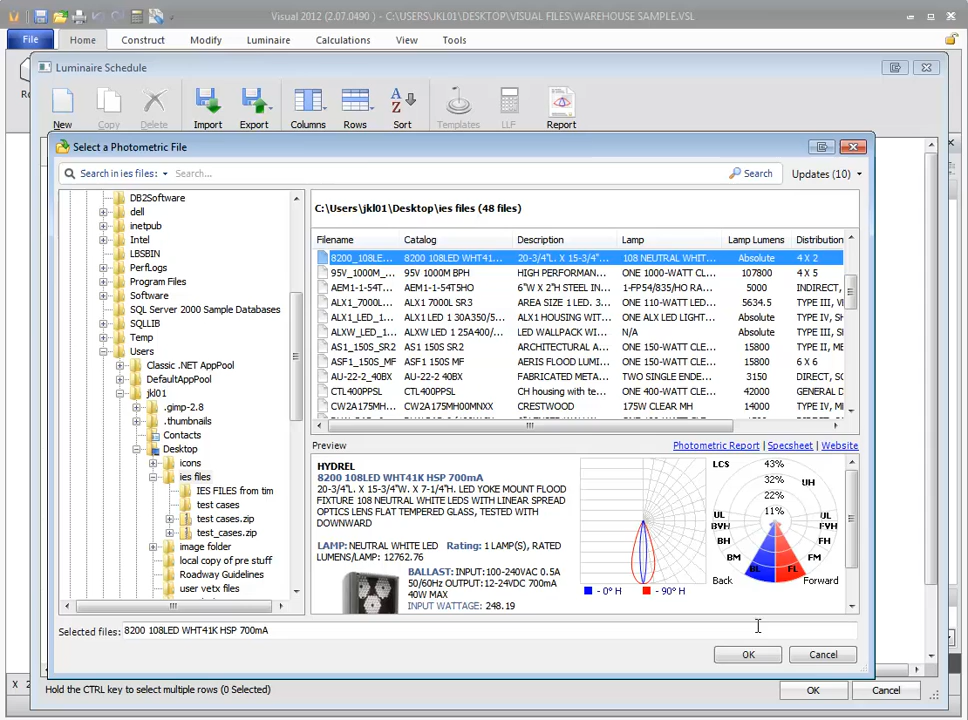 Visual 2012 (2.07.0490) - C:\USERS\JKL01\DESKTOP\VISUAL FILES\WAREHOUSE SAMPLE.VSL
File Home Construct Modify Luminaire Calculations View Tools
Luminaire Schedule
New Copy Delete Import Export Columns Rows Sort Templates LLF Report
Select a Photometric File
Search in ies files: Search... Search Updates (10)
DB2Software
dell
inetpub
Intel
LBSBIN
PerfLogs
Program Files
Software
SQL Server 2000 Sample Databases
SQLLIB
Temp
Users
Classic .NET AppPool
DefaultAppPool
jkl01
.gimp-2.8
.thumbnails
Contacts
Desktop
icons
ies files
IES FILES from tim
test cases
test cases.zip
test_cases.zip
image folder
local copy of pre stuff
Roadway Guidelines
user vetx files
C:\Users\jkl01\Desktop\ies files (48 files)
Filename Catalog Description Lamp Lamp Lumens Distribution
8200_108LE... 8200 108LED WHT41... 20-3/4"L. X 15-3/4"... 108 NEUTRAL WHIT... Absolute 4 X 2
95V_1000M_... 95V 1000M BPH HIGH PERFORMAN... ONE 1000-WATT CL... 107800 4 X 5
AEM1-1-54T... AEM1-1-54T5HO 6"W X 2"H STEM M... 1-FP54/835/HO RA... 5000 INDIRECT,
ALX1_7000L... ALX1 7000L SR3 AREA SIZE 1 LED. 3... ONE 110-WATT LED... 5634.5 TYPE III, V
ALX1_LED_1... ALX1 LED 1 30A350/5... ALX1 HOUSING WIT... ONE ALX LED LIGHT... Absolute TYPE IV, SH
ALXW_LED_1... ALXW LED 1 25A400/... LED WALLPACK WI... N/A Absolute TYPE III, S
AS1_150S_SR2 AS1 150S SR2 ARCHITECTURAL A... ONE 150-WATT CLE... 15800 TYPE III, S
ASF1_150S_MF ASF1 150S MF AERIS FLOOD LUMI... ONE 150-WATT CLE... 15800 6 X 6
AU-22-2_40BX AU-22-2 40BX FABRICATED META... TWO SINGLE ENDE... 3150 DIRECT, SC
CTL400PPSL CTL400PPSL CH housing with 22i... ONE 400-WATT CLE... 42000 GENERAL D
CW2A175MH... CW2A175MH00MNXX CRESTWOOD 175W CLEAR MH 14000 TYPE IV, M
Preview Photometric Report | Specsheet | Website
HYDREL
8200 108LED WHT41K HSP 700mA
20-3/4"L. X 15-3/4"W. X 7-1/4"H. LED YOKE MOUNT FLOOD
FIXTURE 108 NEUTRAL WHITE LEDS WITH LINEAR SPREAD
OPTICS LENS FLAT TEMPERED GLASS, TESTED WITH
DOWNWARD
LAMP: NEUTRAL WHITE LED Rating: 1 LAMP(S), RATED
LUMENS/LAMP: 12762.76
BALLAST: INPUT:100-240VAC 0.5A
50/60Hz OUTPUT:12-24VDC 700mA
40W MAX
INPUT WATTAGE: 248.19
- 0° H - 90° H
LCS 43%
32% UH
22%
11%
UL UL
BVH FVH
BH FH
BM FM
BL FL
Back Forward
Selected files: 8200 108LED WHT41K HSP 700mA
OK Cancel
Hold the CTRL key to select multiple rows (0 Selected) OK Cancel